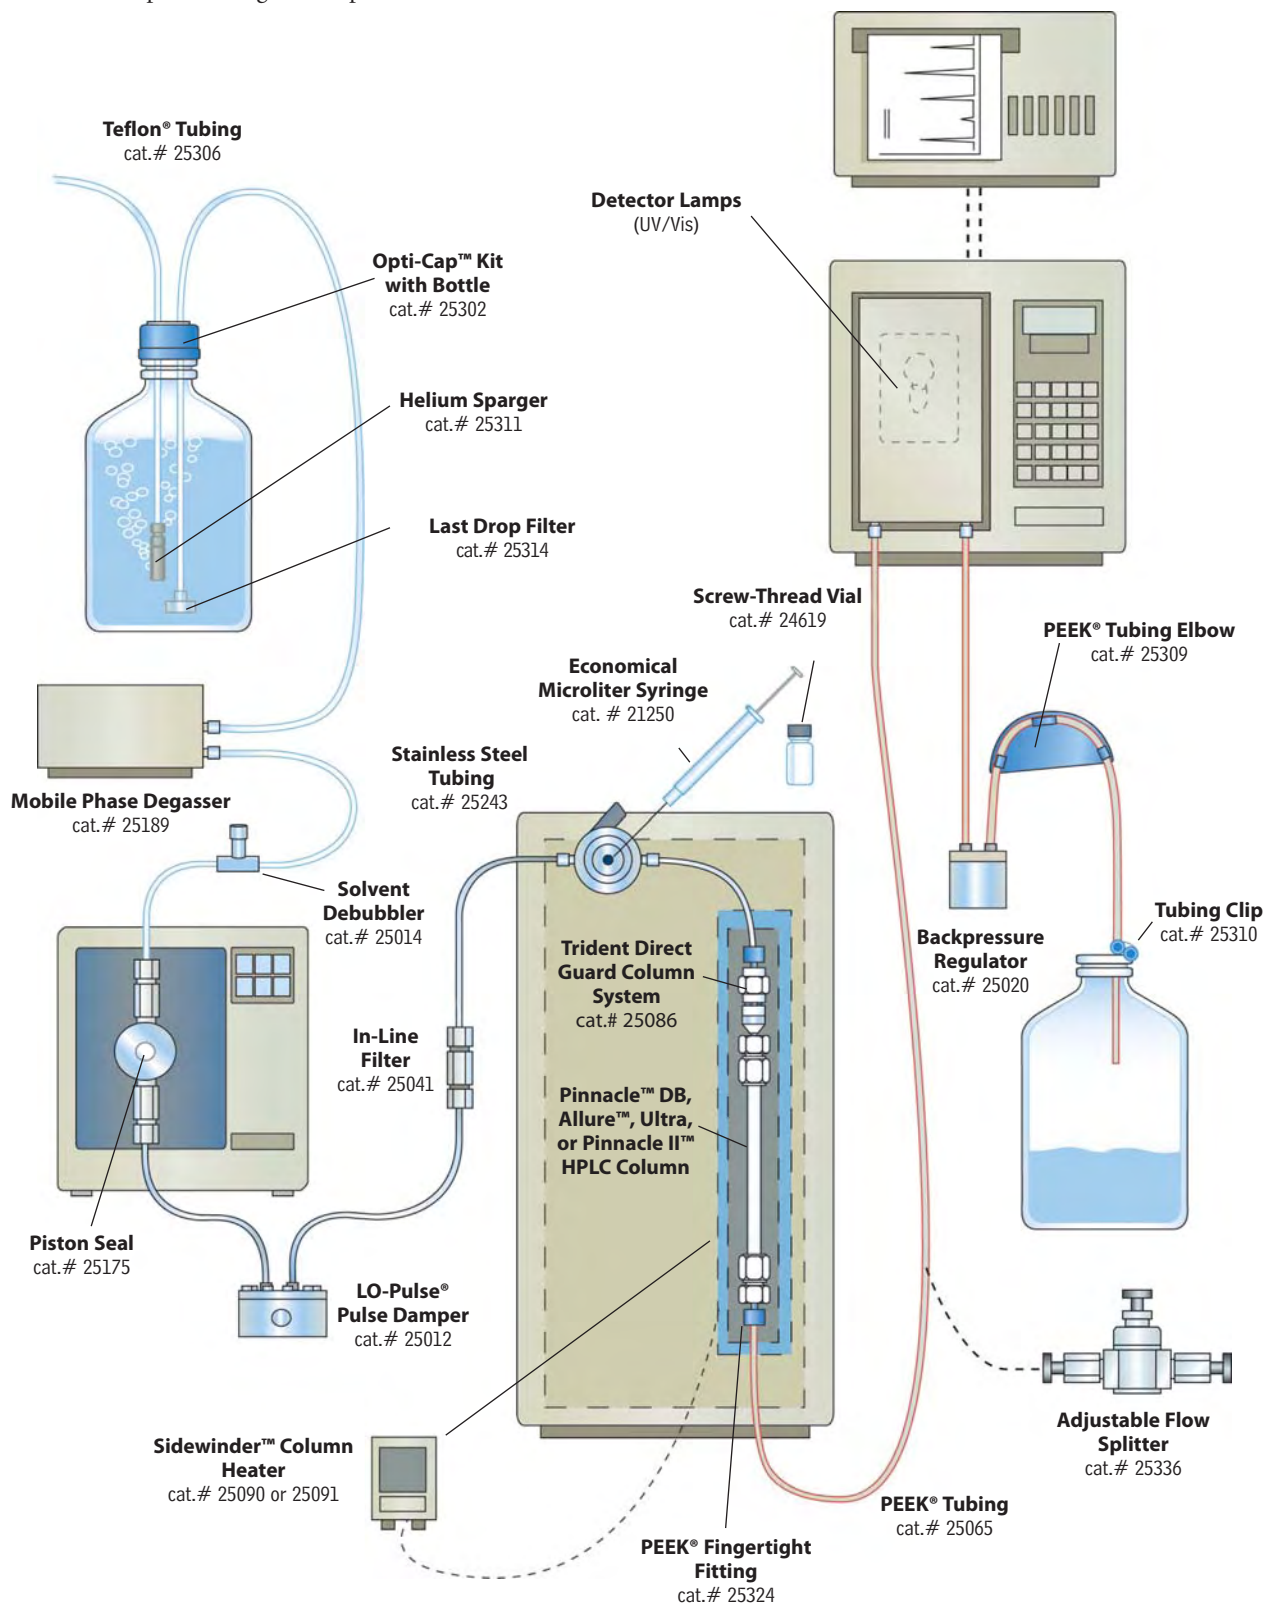 Teflon® Tubing
cat.# 25306
Opti-Cap™ Kit
with Bottle
cat.# 25302
Helium Sparger
cat.# 25311
Last Drop Filter
cat.# 25314
Detector Lamps
(UV/Vis)
Screw-Thread Vial
cat.# 24619
PEEK® Tubing Elbow
cat.# 25309
Economical
Microliter Syringe
cat. # 21250
Stainless Steel
Tubing
cat.# 25243
Mobile Phase Degasser
cat.# 25189
Solvent
Debubbler
cat.# 25014
Tubing Clip
cat.# 25310
Backpressure
Regulator
cat.# 25020
Trident Direct
Guard Column
System
cat.# 25086
In-Line
Filter
cat.# 25041
Pinnacle™ DB,
Allure™, Ultra,
or Pinnacle II™
HPLC Column
Piston Seal
cat.# 25175
LO-Pulse®
Pulse Damper
cat.# 25012
Adjustable Flow
Splitter
cat.# 25336
Sidewinder™ Column
Heater
cat.# 25090 or 25091
PEEK® Tubing
cat.# 25065
PEEK® Fingertight
Fitting
cat.# 25324